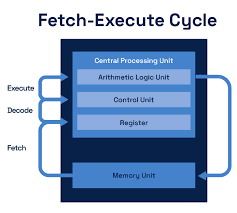 Fetch-Execute Cycle
Central Processing Unit
Arithmetic Logic Unit
Execute
Control Unit
Decode
Register
Fetch
Memory Unit